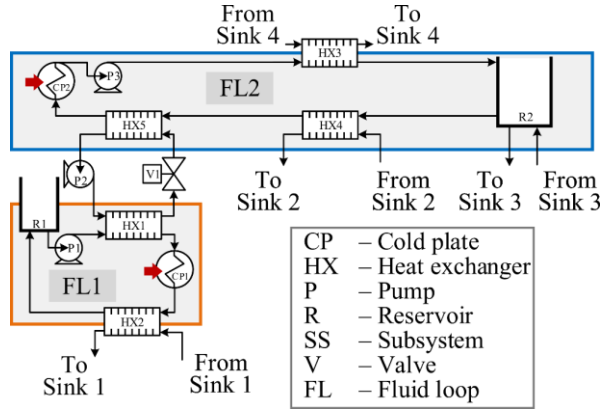 From
Sink 4
To
Sink 4
HX3
CP2
P3
FL2
R2
HX5
HX4
P2
V1
To
Sink 2
From
Sink 2
To
Sink 3
From
Sink 3
R1
HX1
P1
CP1
FL1
HX2
To
Sink 1
From
Sink 1
CP – Cold plate
HX – Heat exchanger
P – Pump
R – Reservoir
SS – Subsystem
V – Valve
FL – Fluid loop